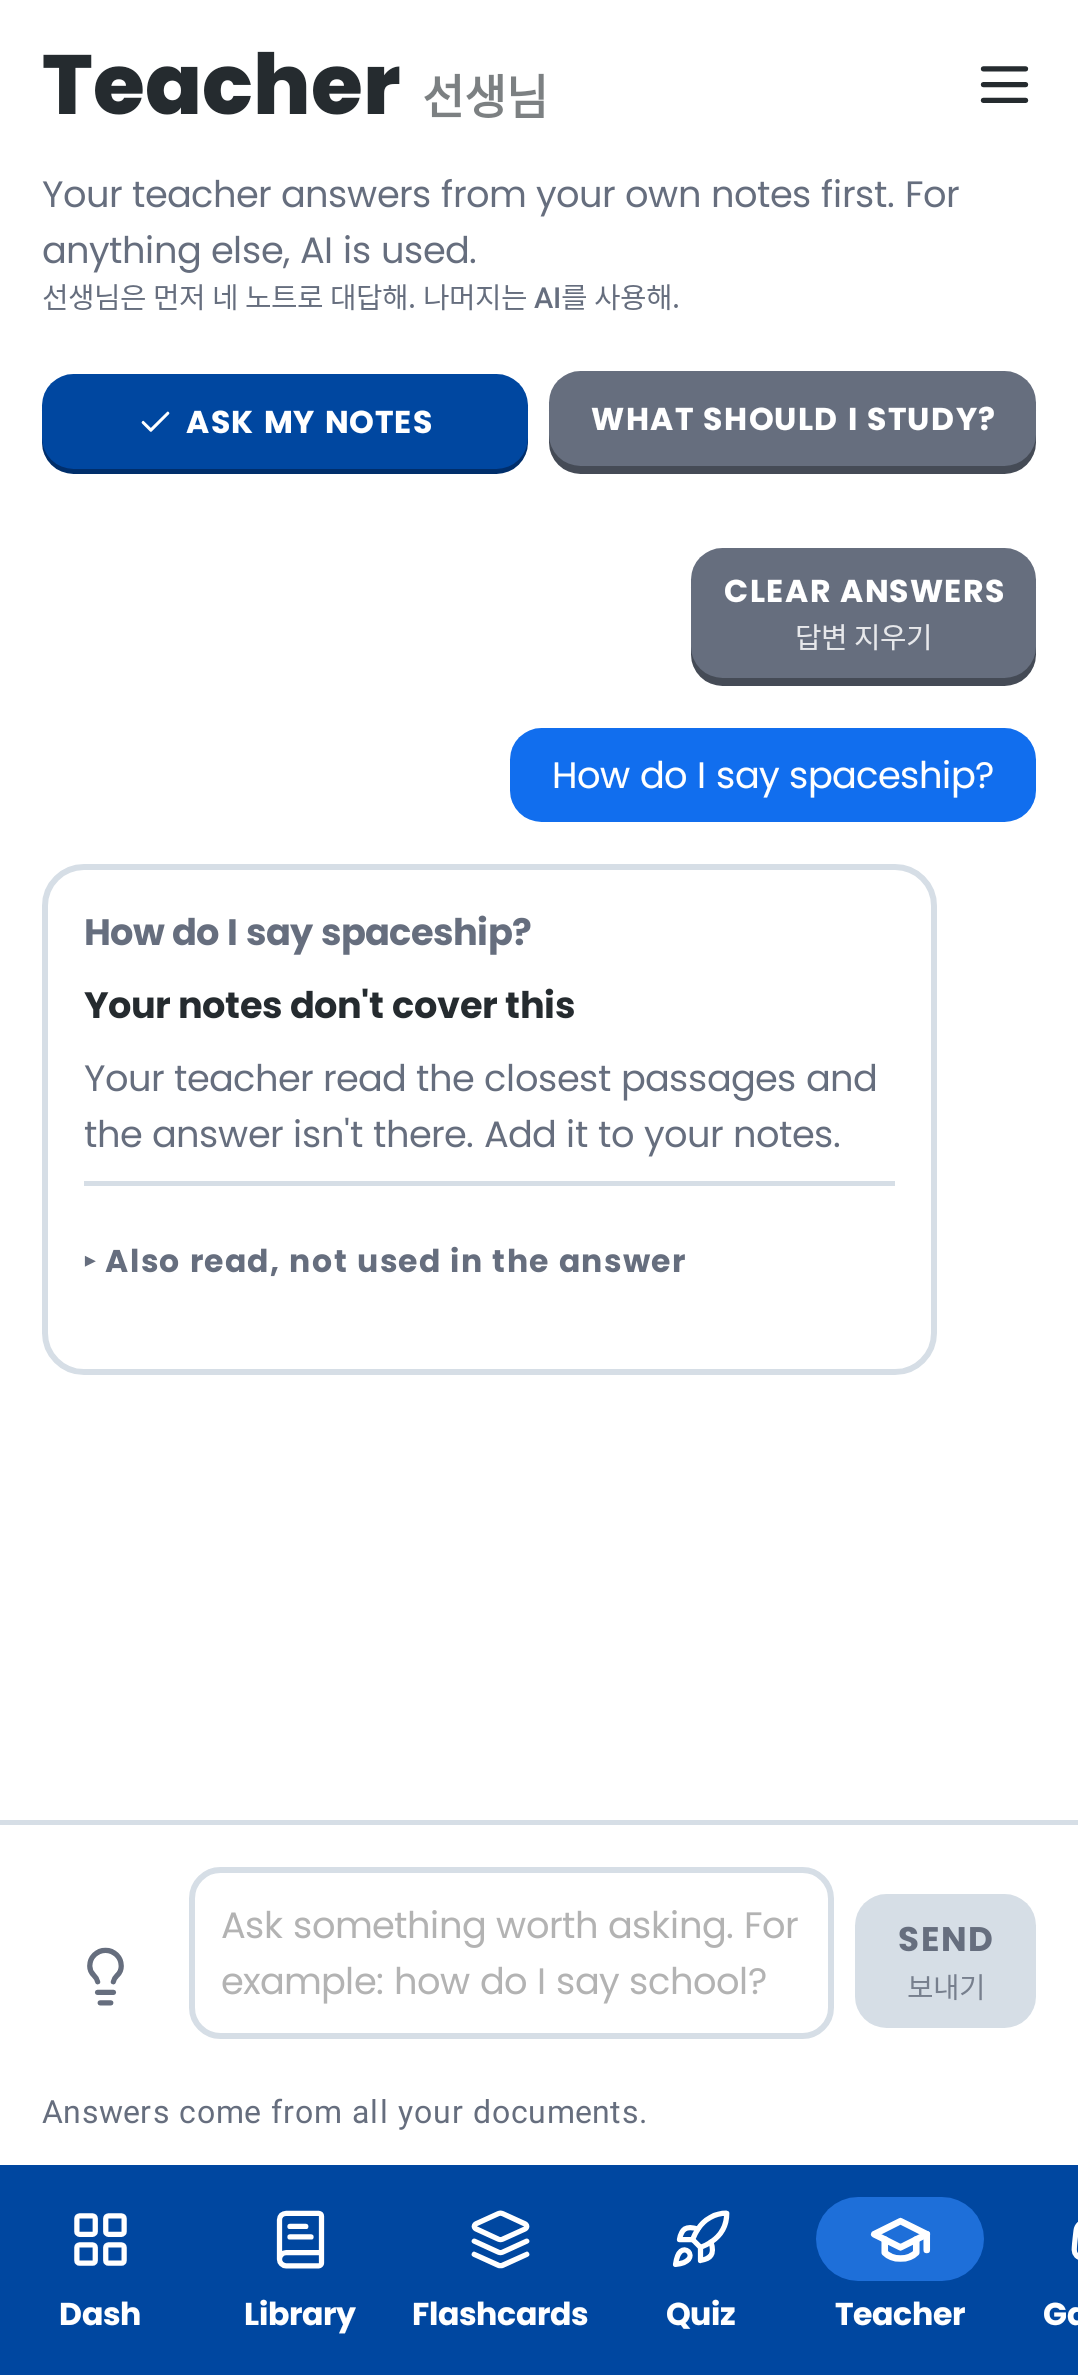 Teacher 선생님
Your teacher answers from your own notes first. For
anything else, AI is used.
선생님은 먼저 네 노트로 대답해. 나머지는 AI를 사용해.
ASK MY NOTES
WHAT SHOULD I STUDY?
CLEAR ANSWERS
답변 지우기
How do I say spaceship?
How do I say spaceship?
Your notes don't cover this
Your teacher read the closest passages and
the answer isn't there. Add it to your notes.
Also read, not used in the answer
Ask something worth asking. For
example: how do I say school?
SEND
보내기
Answers come from all your documents.
Dash
Library
Flashcards
Quiz
Teacher